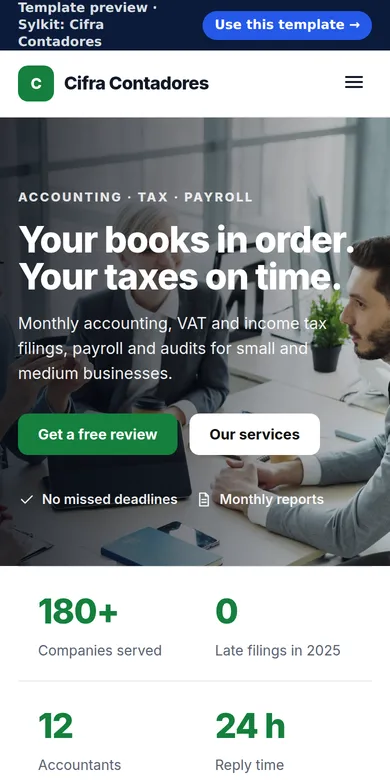 Template preview ·
Sylkit: Cifra
Contadores
Use this template →
C
Cifra Contadores
ACCOUNTING · TAX · PAYROLL
Your books in order.
Your taxes on time.
Monthly accounting, VAT and income tax
filings, payroll and audits for small and
medium businesses.
Get a free review
Our services
No missed deadlines
Monthly reports
180+
0
Companies served
Late filings in 2025
12
24 h
Accountants
Reply time